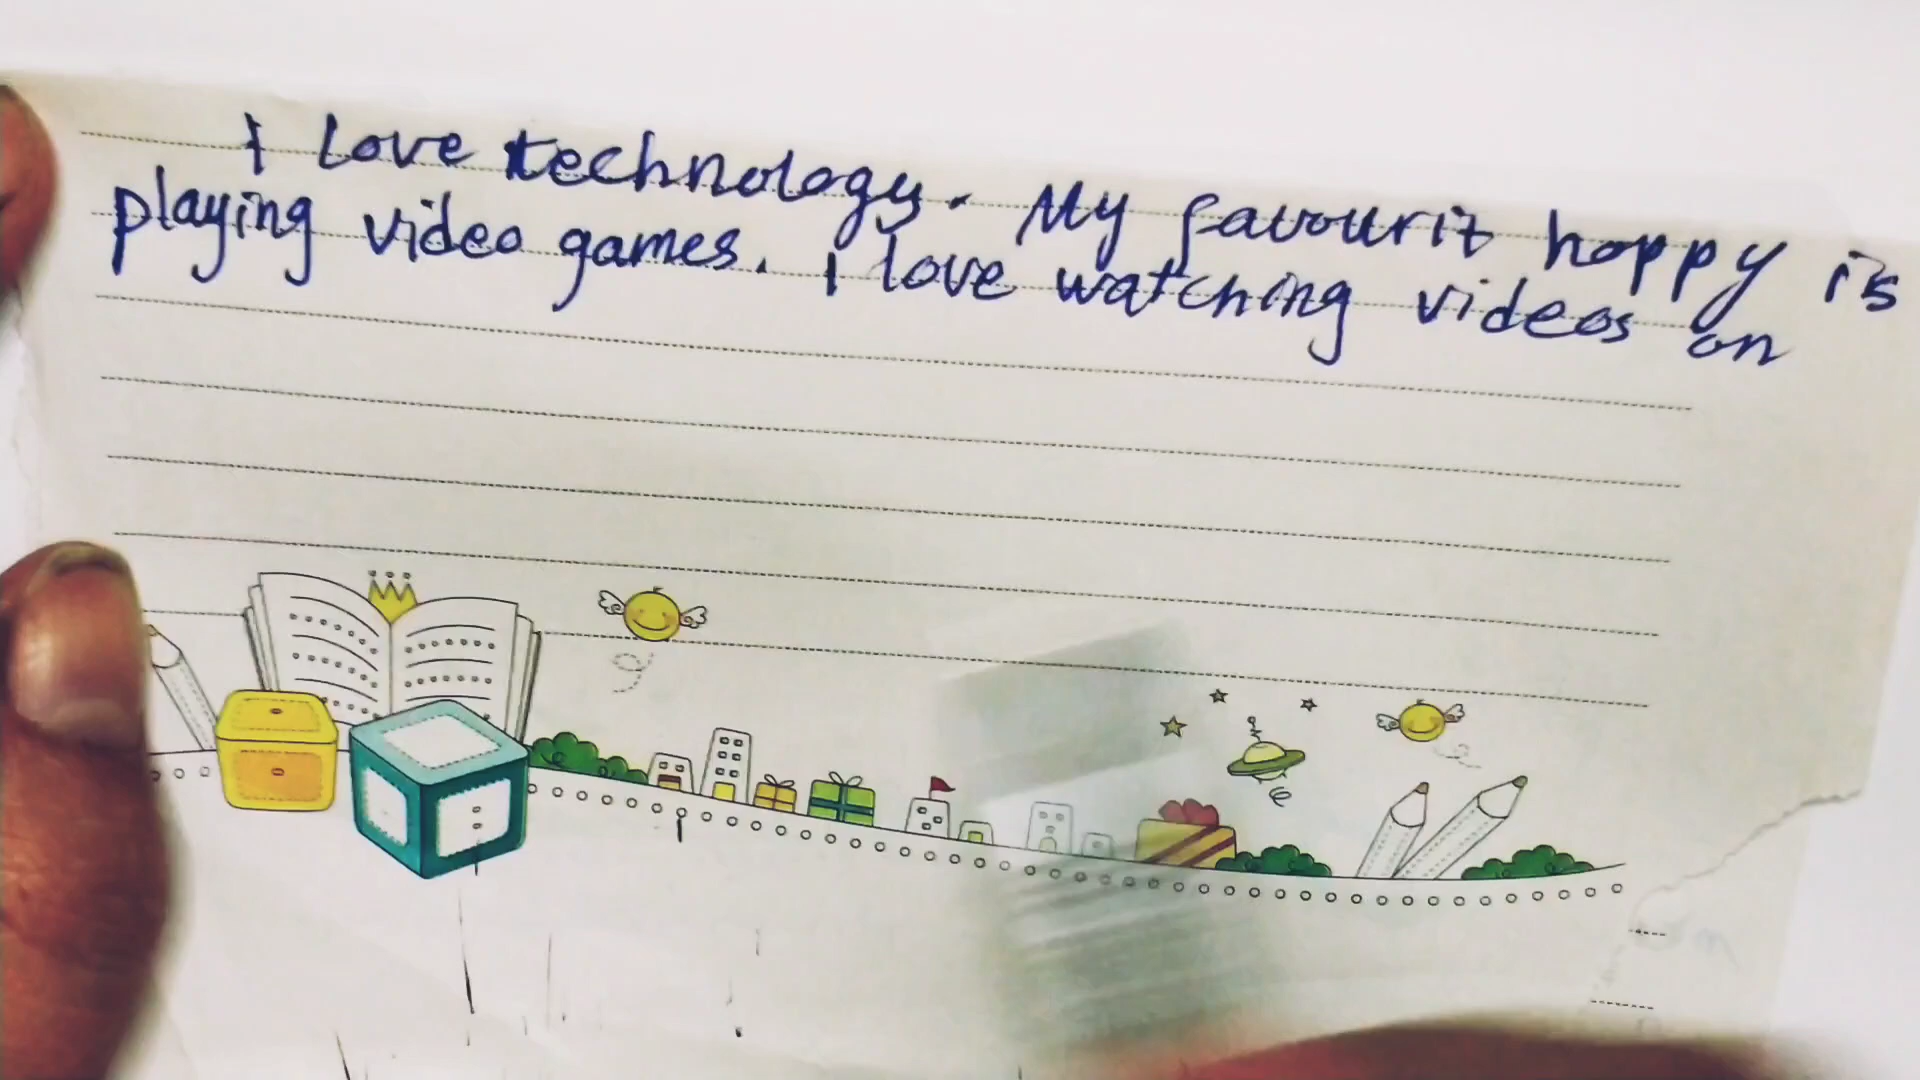 I Love technology. My favourit hoppy is
playing video games. I love watching videos on